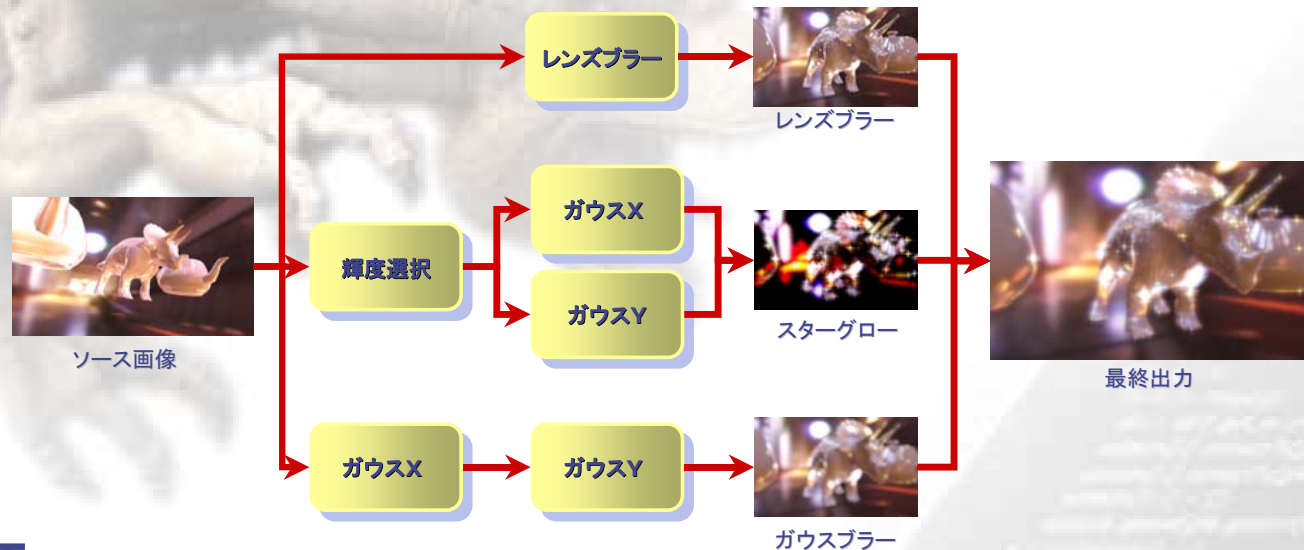 レンズブラー
レンズブラー
ガウスX
輝度選択
ガウスY
スターグロー
ソース画像
最終出力
ガウスX
ガウスY
ガウスブラー